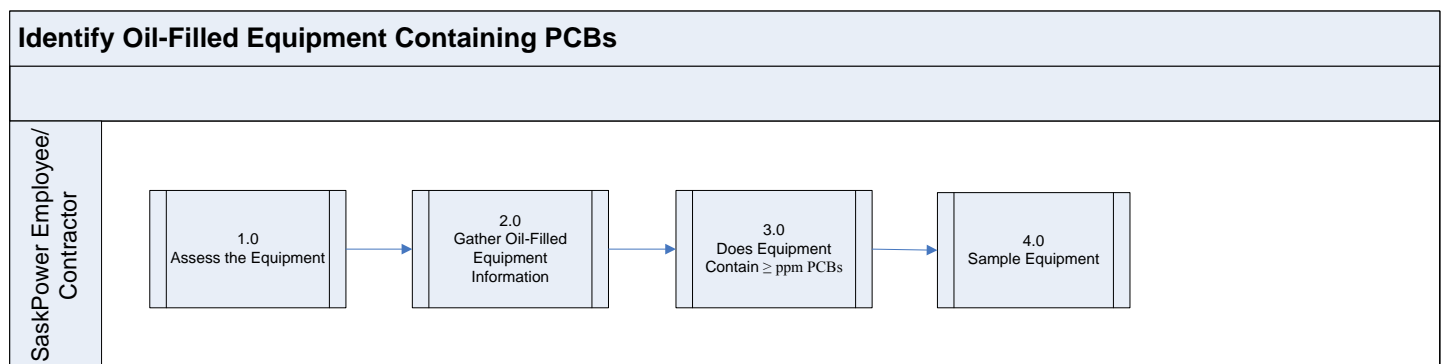 Identify Oil-Filled Equipment Containing PCBs
SaskPower Employee/
Contractor
1.0
Assess the Equipment
2.0
Gather Oil-Filled
Equipment
Information
3.0
Does Equipment
Contain ≥ ppm PCBs
4.0
Sample Equipment